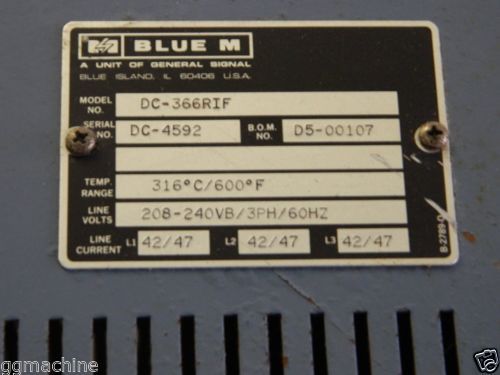 BLUE M
A UNIT OF GENERAL SIGNAL
BLUE ISLAND, IL 60406 U.S.A.
MODEL NO. DC-366RIF
SERIAL NO. DC-4592 B.O.M. NO. D5-00107
TEMP. RANGE 316°C/600°F
LINE VOLTS 208-240VB/3PH/60HZ
LINE CURRENT L1 42/47 L2 42/47 L3 42/47
B-2789-D
ggmachine